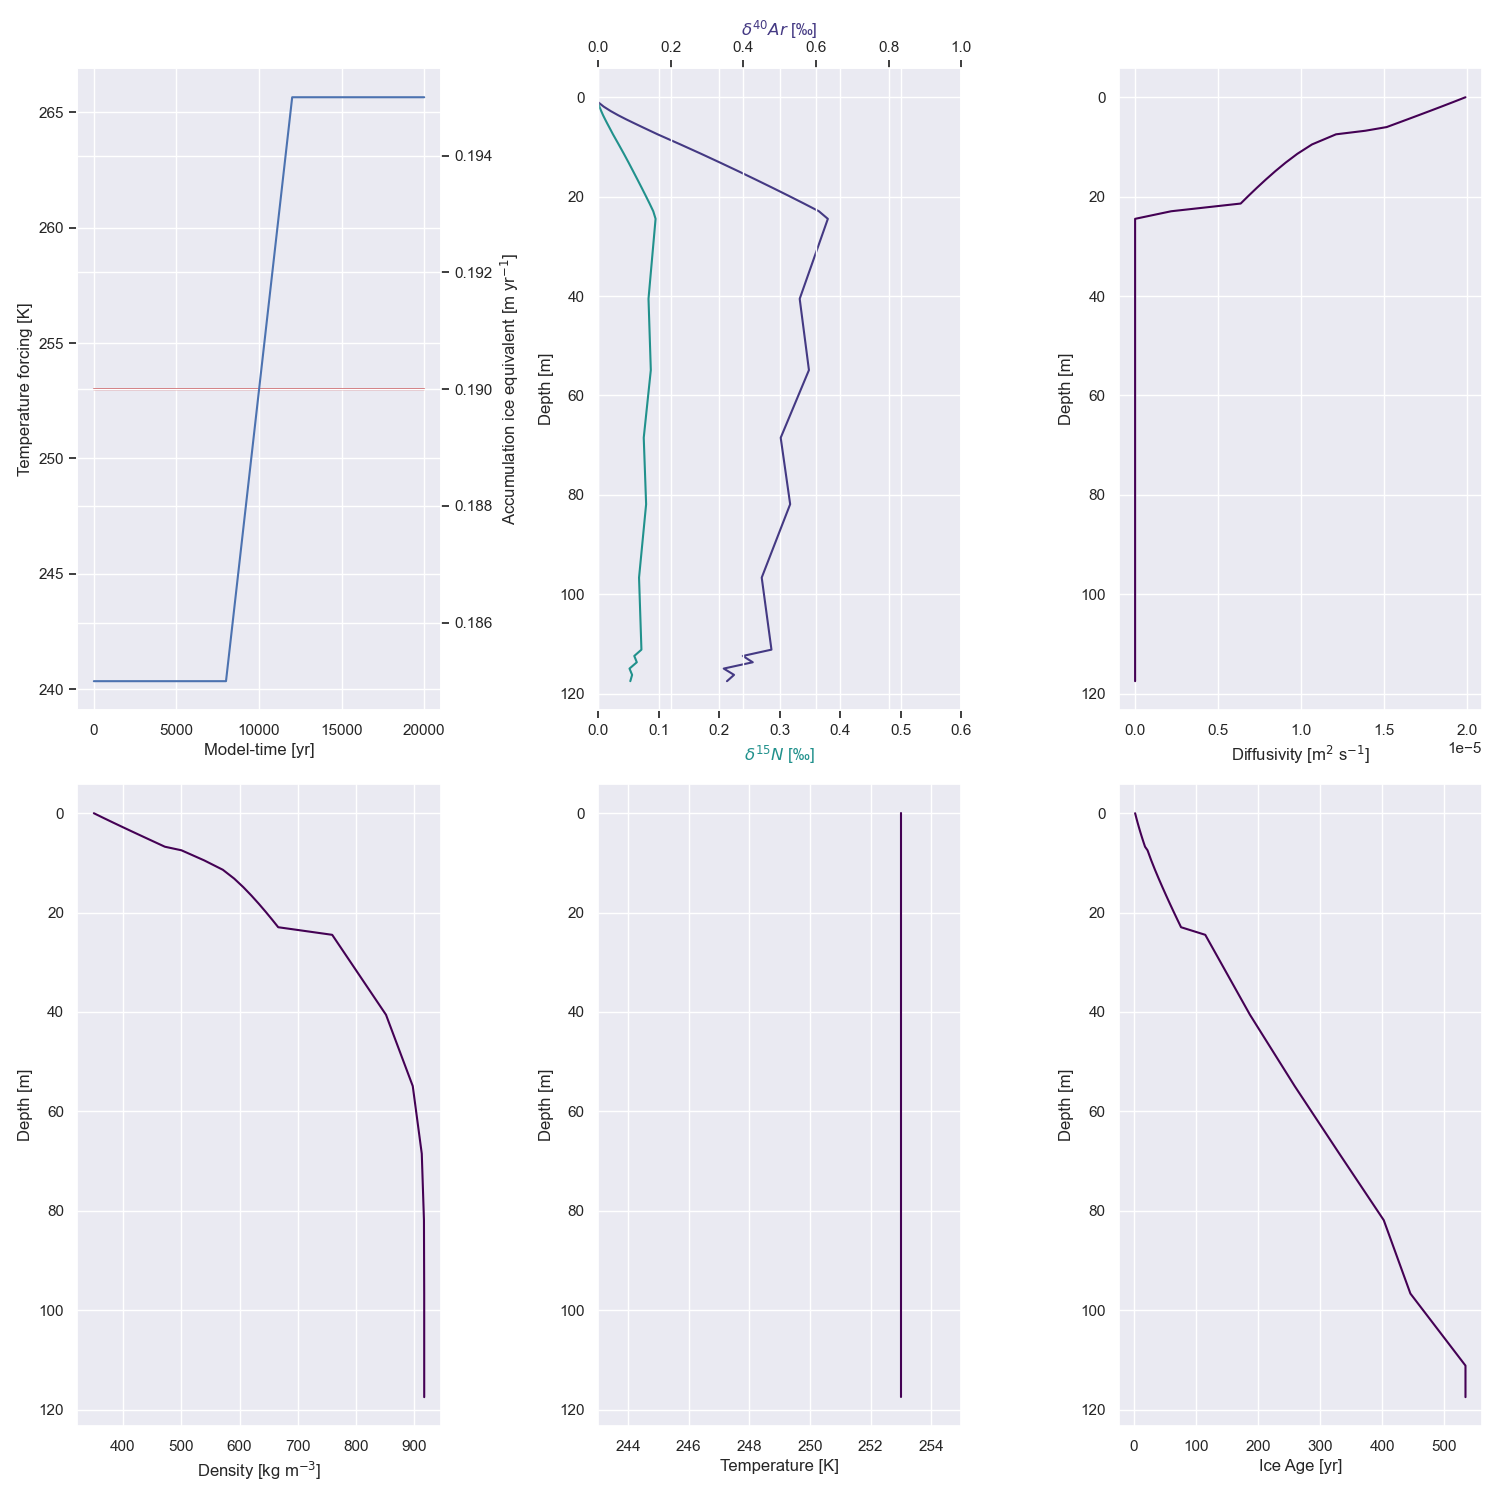 δ⁴⁰Ar [‰]
0.0 0.2 0.4 0.6 0.8 1.0
Temperature forcing [K]
265
260
255
250
245
240
0 5000 10000 15000 20000
Model-time [yr]
0.194
0.192
0.190
0.188
0.186
Accumulation ice equivalent [m yr⁻¹]
Depth [m]
0
20
40
60
80
100
120
0.0 0.1 0.2 0.3 0.4 0.5 0.6
δ¹⁵N [‰]
Depth [m]
0
20
40
60
80
100
120
0.0 0.5 1.0 1.5 2.0
1e−5
Diffusivity [m² s⁻¹]
Depth [m]
0
20
40
60
80
100
120
400 500 600 700 800 900
Density [kg m⁻³]
Depth [m]
0
20
40
60
80
100
120
244 246 248 250 252 254
Temperature [K]
Depth [m]
0
20
40
60
80
100
120
0 100 200 300 400 500
Ice Age [yr]